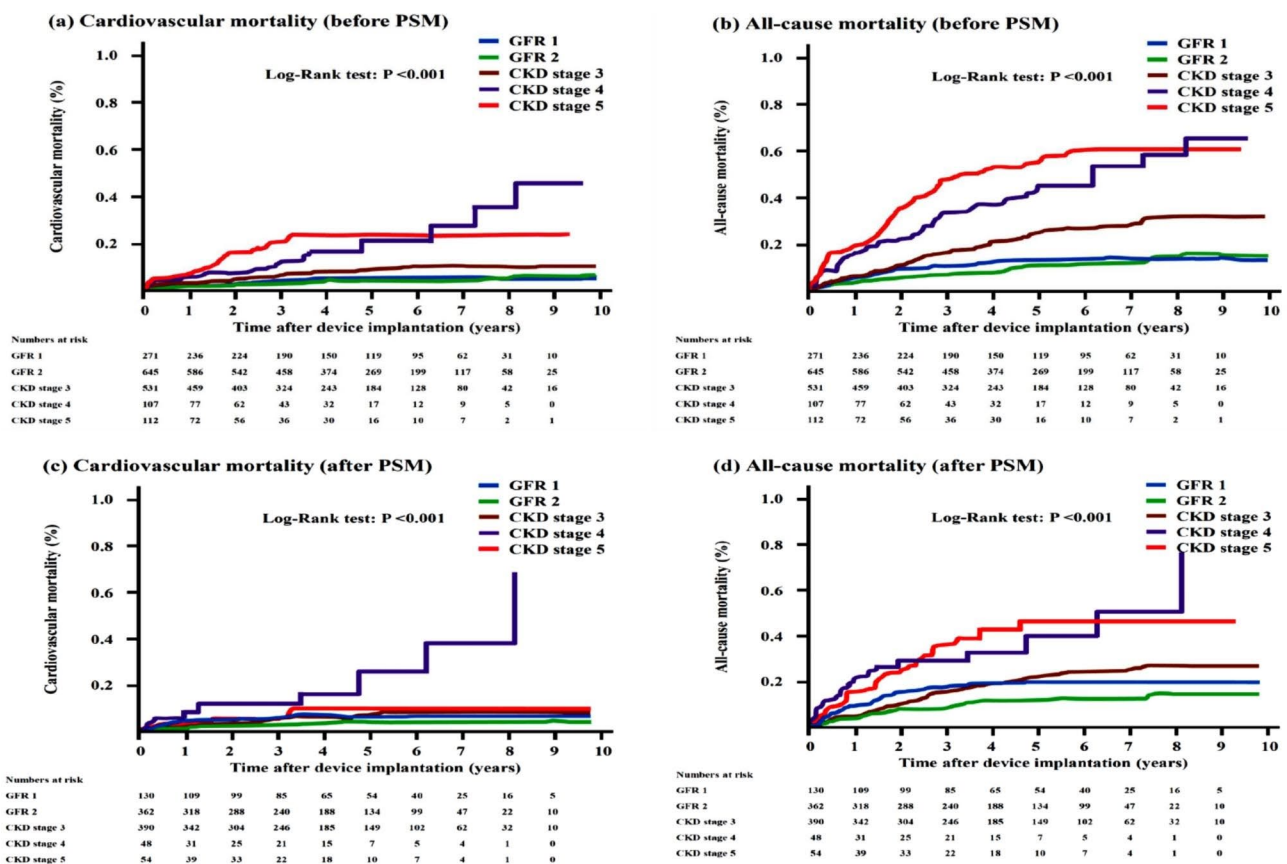 (a) Cardiovascular mortality (before PSM)
GFR 1
GFR 2
CKD stage 3
CKD stage 4
CKD stage 5
Log-Rank test: P <0.001
Cardiovascular mortality (%)
1.0
0.8
0.6
0.4
0.2
0 1 2 3 4 5 6 7 8 9 10
Time after device implantation (years)
Numbers at risk
GFR 1 271 236 224 190 150 119 95 62 31 10
GFR 2 645 586 542 458 374 269 199 117 58 25
CKD stage 3 531 459 403 324 243 184 128 80 42 16
CKD stage 4 107 77 62 43 32 17 12 9 5 0
CKD stage 5 112 72 56 36 30 16 10 7 2 1
(b) All-cause mortality (before PSM)
GFR 1
GFR 2
CKD stage 3
CKD stage 4
CKD stage 5
Log-Rank test: P <0.001
All-cause mortality (%)
1.0
0.8
0.6
0.4
0.2
0 1 2 3 4 5 6 7 8 9 10
Time after device implantation (years)
Numbers at risk
GFR 1 271 236 224 190 150 119 95 62 31 10
GFR 2 645 586 542 458 374 269 199 117 58 25
CKD stage 3 531 459 403 324 243 184 128 80 42 16
CKD stage 4 107 77 62 43 32 17 12 9 5 0
CKD stage 5 112 72 56 36 30 16 10 7 2 1
(c) Cardiovascular mortality (after PSM)
GFR 1
GFR 2
CKD stage 3
CKD stage 4
CKD stage 5
Log-Rank test: P <0.001
Cardiovascular mortality (%)
1.0
0.8
0.6
0.4
0.2
0 1 2 3 4 5 6 7 8 9 10
Time after device implantation (years)
Numbers at risk
GFR 1 130 109 99 85 65 54 40 25 16 5
GFR 2 362 318 288 240 188 134 99 47 22 10
CKD stage 3 390 342 304 246 185 149 102 62 32 10
CKD stage 4 48 31 25 21 15 7 5 4 1 0
CKD stage 5 54 39 33 22 18 10 7 4 1 0
(d) All-cause mortality (after PSM)
GFR 1
GFR 2
CKD stage 3
CKD stage 4
CKD stage 5
Log-Rank test: P <0.001
All-cause mortality (%)
1.0
0.8
0.6
0.4
0.2
0 1 2 3 4 5 6 7 8 9 10
Time after device implantation (years)
Numbers at risk
GFR 1 130 109 99 85 65 54 40 25 16 5
GFR 2 362 318 288 240 188 134 99 47 22 10
CKD stage 3 390 342 304 246 185 149 102 62 32 10
CKD stage 4 48 31 25 21 15 7 5 4 1 0
CKD stage 5 54 39 33 22 18 10 7 4 1 0